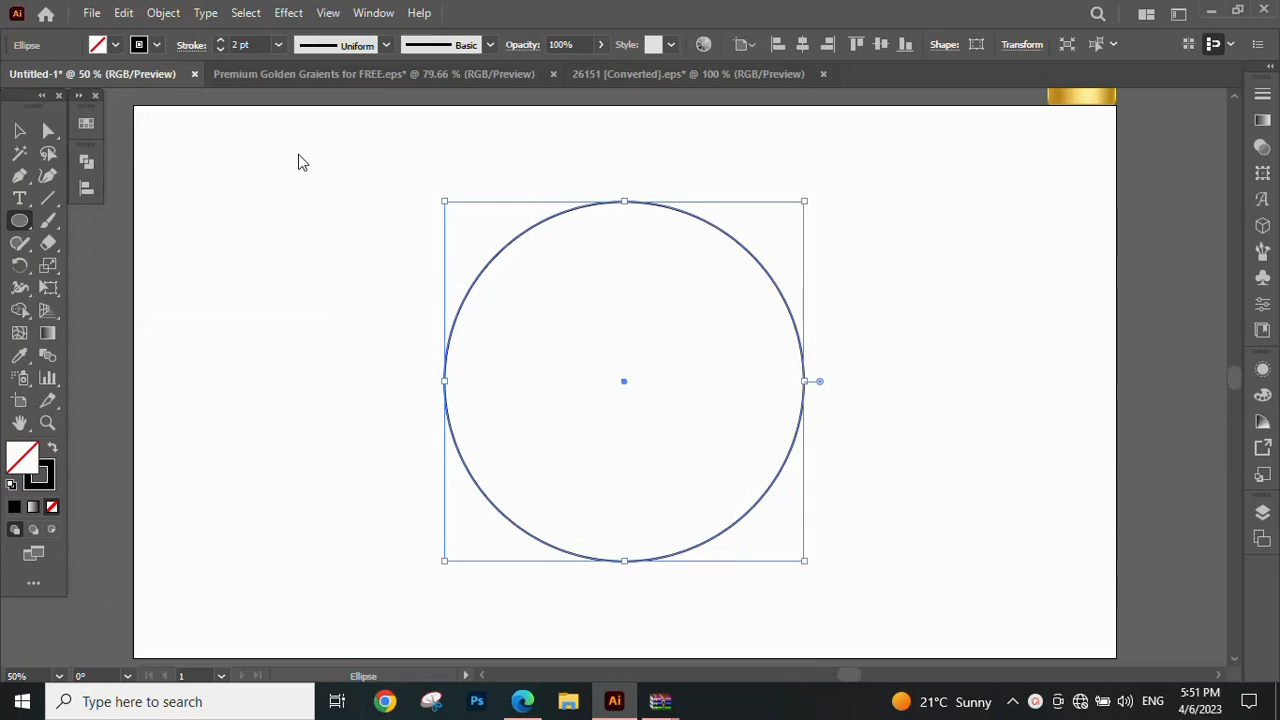 Ai File Edit Object Type Select Effect View Window Help
Ellipse Stroke: 2 pt Uniform Basic Opacity: 100% Style: Shape: Transform
Untitled-1* @ 50 % (RGB/Preview) × Premium Golden Graients for FREE.eps* @ 79.66 % (RGB/Preview) × 26151 [Converted].eps* @ 100 % (RGB/Preview) ×
50% 0° 1 Ellipse
Type here to search Ps Ai 21°C Sunny ENG 5:51 PM
4/6/2023